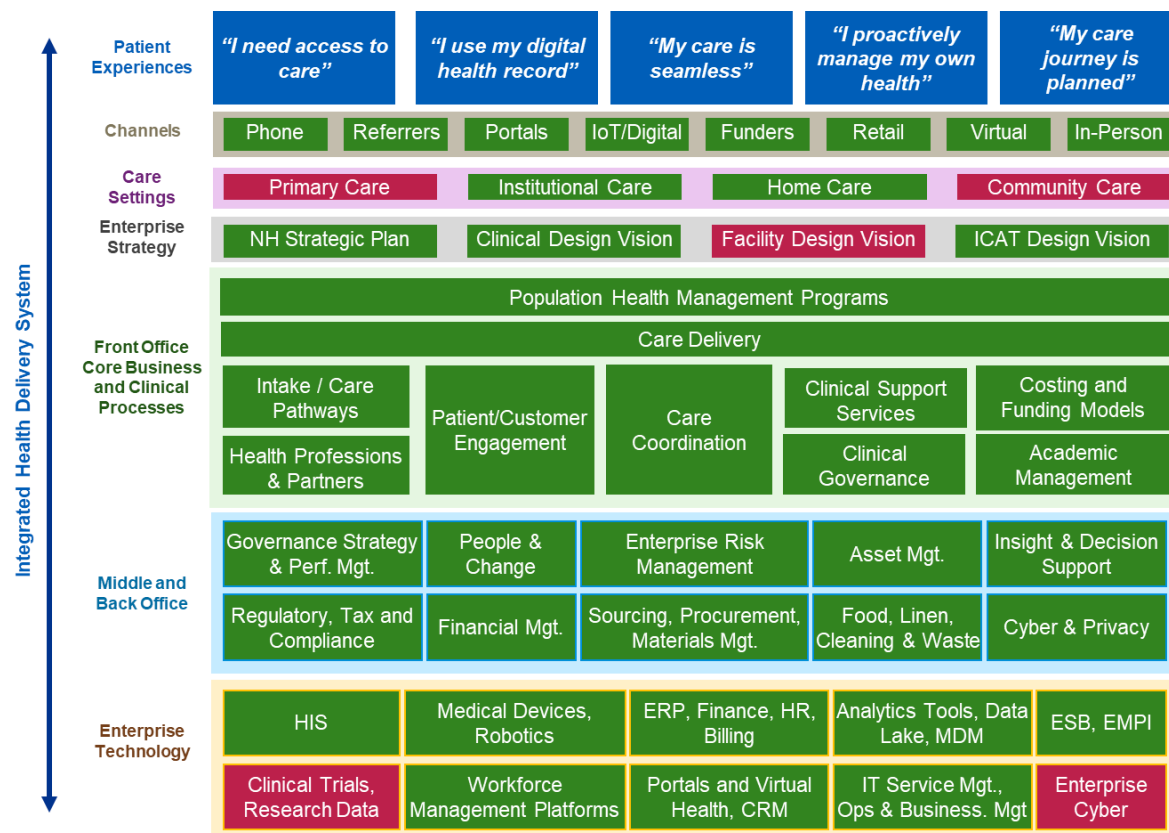 Integrated Health Delivery System
Patient
Experiences
“I need access to
care”
“I use my digital
health record”
“My care is
seamless”
“I proactively
manage my own
health”
“My care
journey is
planned”
Channels
Phone
Referrers
Portals
IoT/Digital
Funders
Retail
Virtual
In-Person
Care
Settings
Primary Care
Institutional Care
Home Care
Community Care
Enterprise
Strategy
NH Strategic Plan
Clinical Design Vision
Facility Design Vision
ICAT Design Vision
Front Office
Core Business
and Clinical
Processes
Population Health Management Programs
Care Delivery
Intake / Care
Pathways
Health Professions
& Partners
Patient/Customer
Engagement
Care
Coordination
Clinical Support
Services
Clinical
Governance
Costing and
Funding Models
Academic
Management
Middle and
Back Office
Governance Strategy
& Perf. Mgt.
People &
Change
Enterprise Risk
Management
Asset Mgt.
Insight & Decision
Support
Regulatory, Tax and
Compliance
Financial Mgt.
Sourcing, Procurement,
Materials Mgt.
Food, Linen,
Cleaning & Waste
Cyber & Privacy
Enterprise
Technology
HIS
Medical Devices,
Robotics
ERP, Finance, HR,
Billing
Analytics Tools, Data
Lake, MDM
ESB, EMPI
Clinical Trials,
Research Data
Workforce
Management Platforms
Portals and Virtual
Health, CRM
IT Service Mgt.,
Ops & Business. Mgt
Enterprise
Cyber